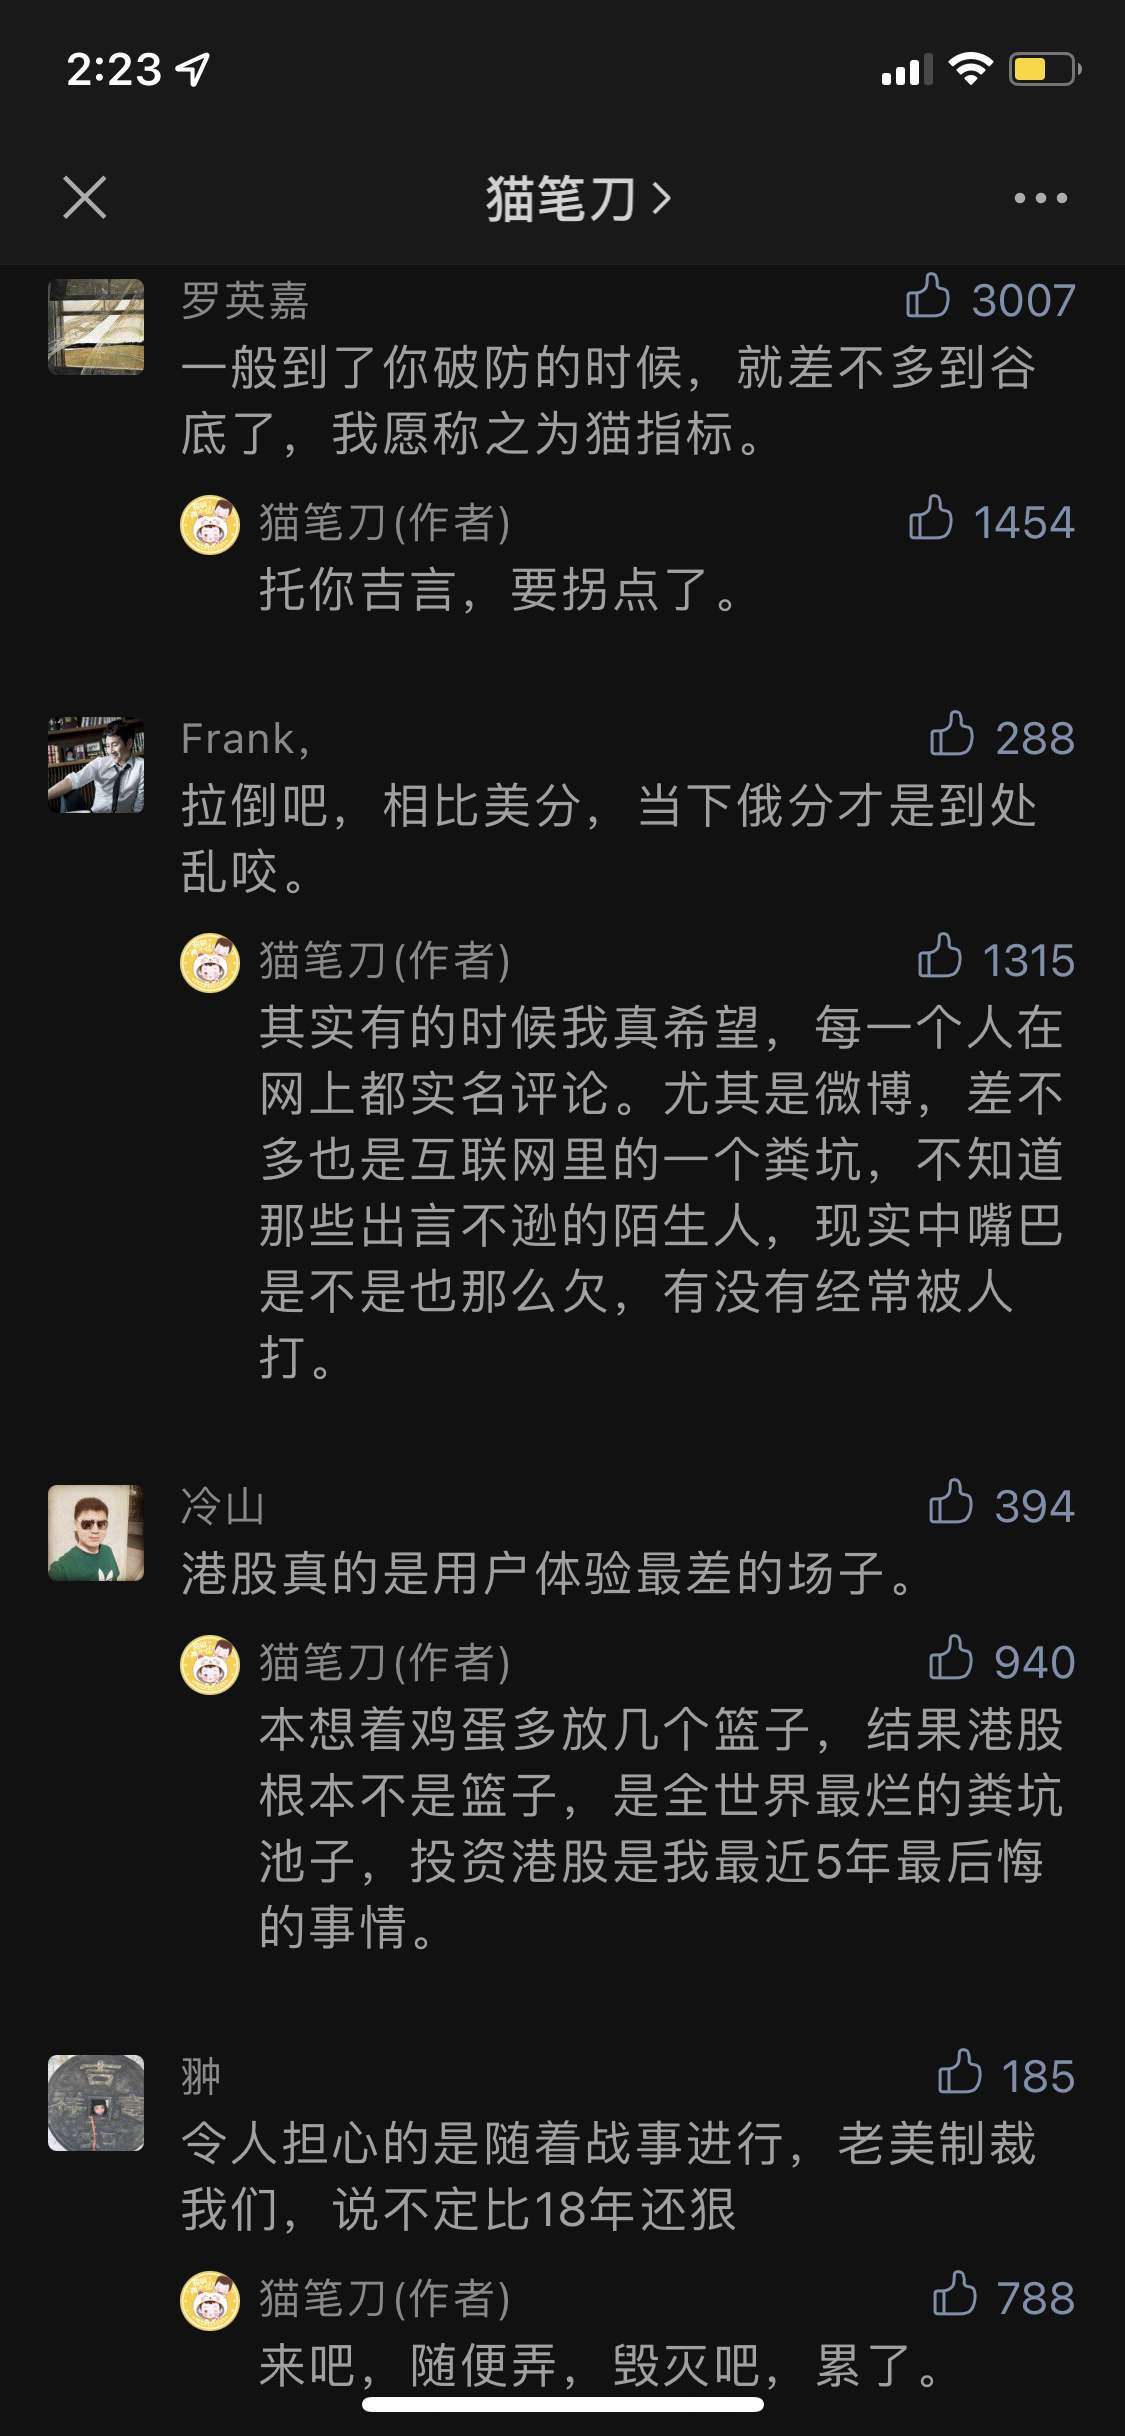 2:23
猫笔刀
罗英嘉
3007
一般到了你破防的时候，就差不多到谷
底了，我愿称之为猫指标。
猫笔刀(作者)
1454
托你吉言，要拐点了。
Frank,
288
拉倒吧，相比美分，当下俄分才是到处
乱咬。
猫笔刀(作者)
1315
其实有的时候我真希望，每一个人在
网上都实名评论。尤其是微博，差不
多也是互联网里的一个粪坑，不知道
那些出言不逊的陌生人，现实中嘴巴
是不是也那么欠，有没有经常被人
打。
冷山
394
港股真的是用户体验最差的场子。
猫笔刀(作者)
940
本想着鸡蛋多放几个篮子，结果港股
根本不是篮子，是全世界最烂的粪坑
池子，投资港股是我最近5年最后悔
的事情。
翀
185
令人担心的是随着战事进行，老美制裁
我们，说不定比18年还狠
猫笔刀(作者)
788
来吧，随便弄，毁灭吧，累了。